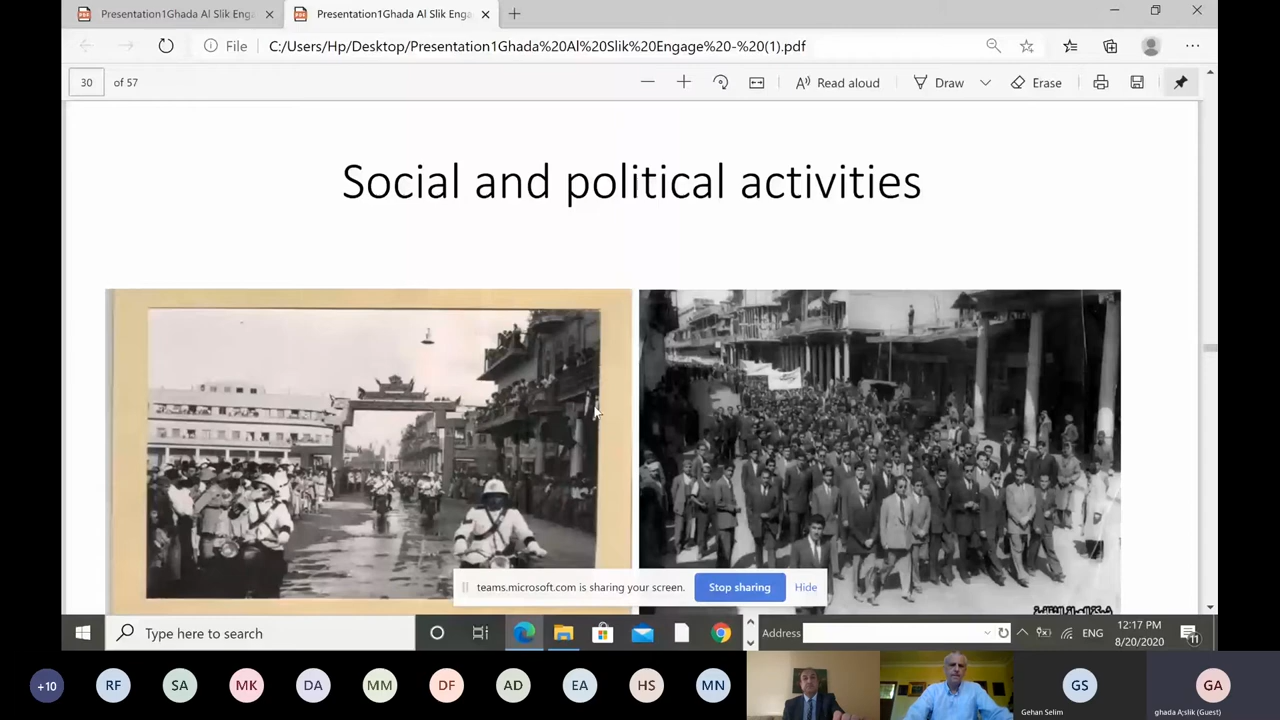 Presentation1Ghada Al Slik Eng
Presentation1Ghada Al Slik Enga
File
C:/Users/Hp/Desktop/Presentation1Ghada%20Al%20Slik%20Engage%20-%20(1).pdf
30 of 57
Read aloud
Draw
Erase
Social and political activities
teams.microsoft.com is sharing your screen.
Stop sharing
Hide
Type here to search
Address
ENG
12:17 PM
8/20/2020
11
+10
RF
SA
MK
DA
MM
DF
AD
EA
HS
MN
GS
Gehan Selim
GA
ghada A;slik (Guest)